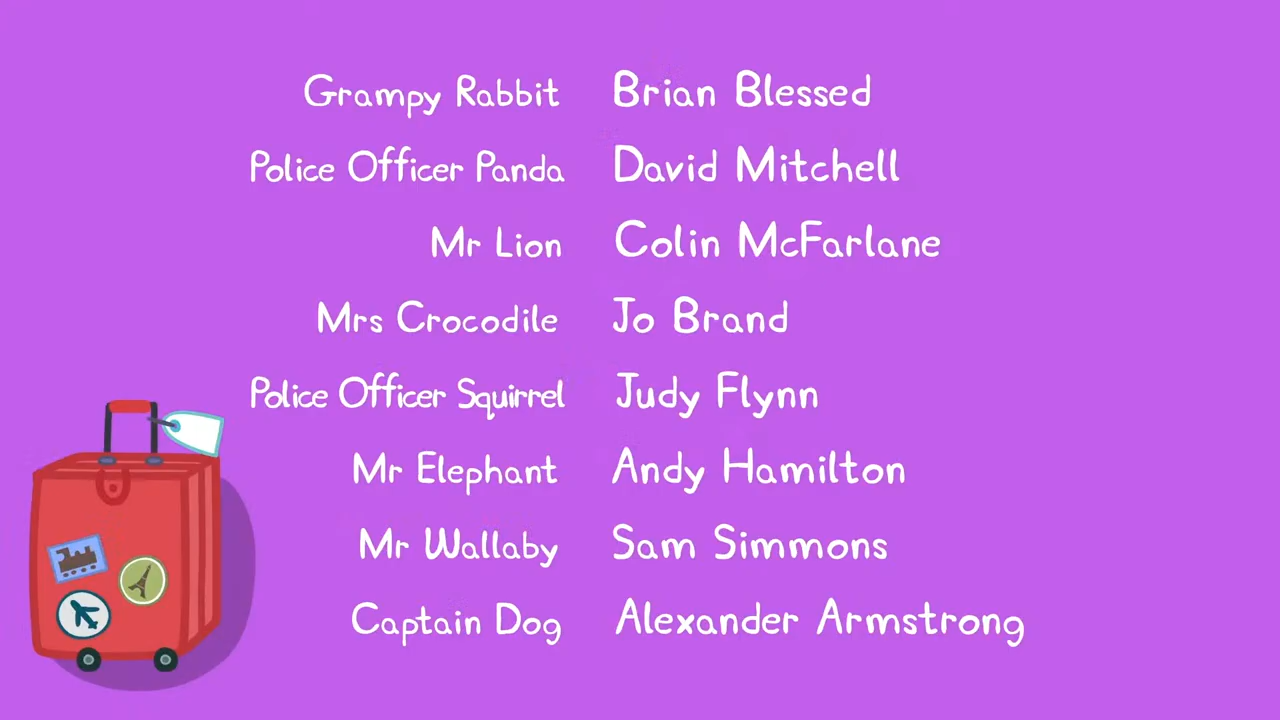 Grampy Rabbit Brian Blessed
Police Officer Panda David Mitchell
Mr Lion Colin McFarlane
Mrs Crocodile Jo Brand
Police Officer Squirrel Judy Flynn
Mr Elephant Andy Hamilton
Mr Wallaby Sam Simmons
Captain Dog Alexander Armstrong